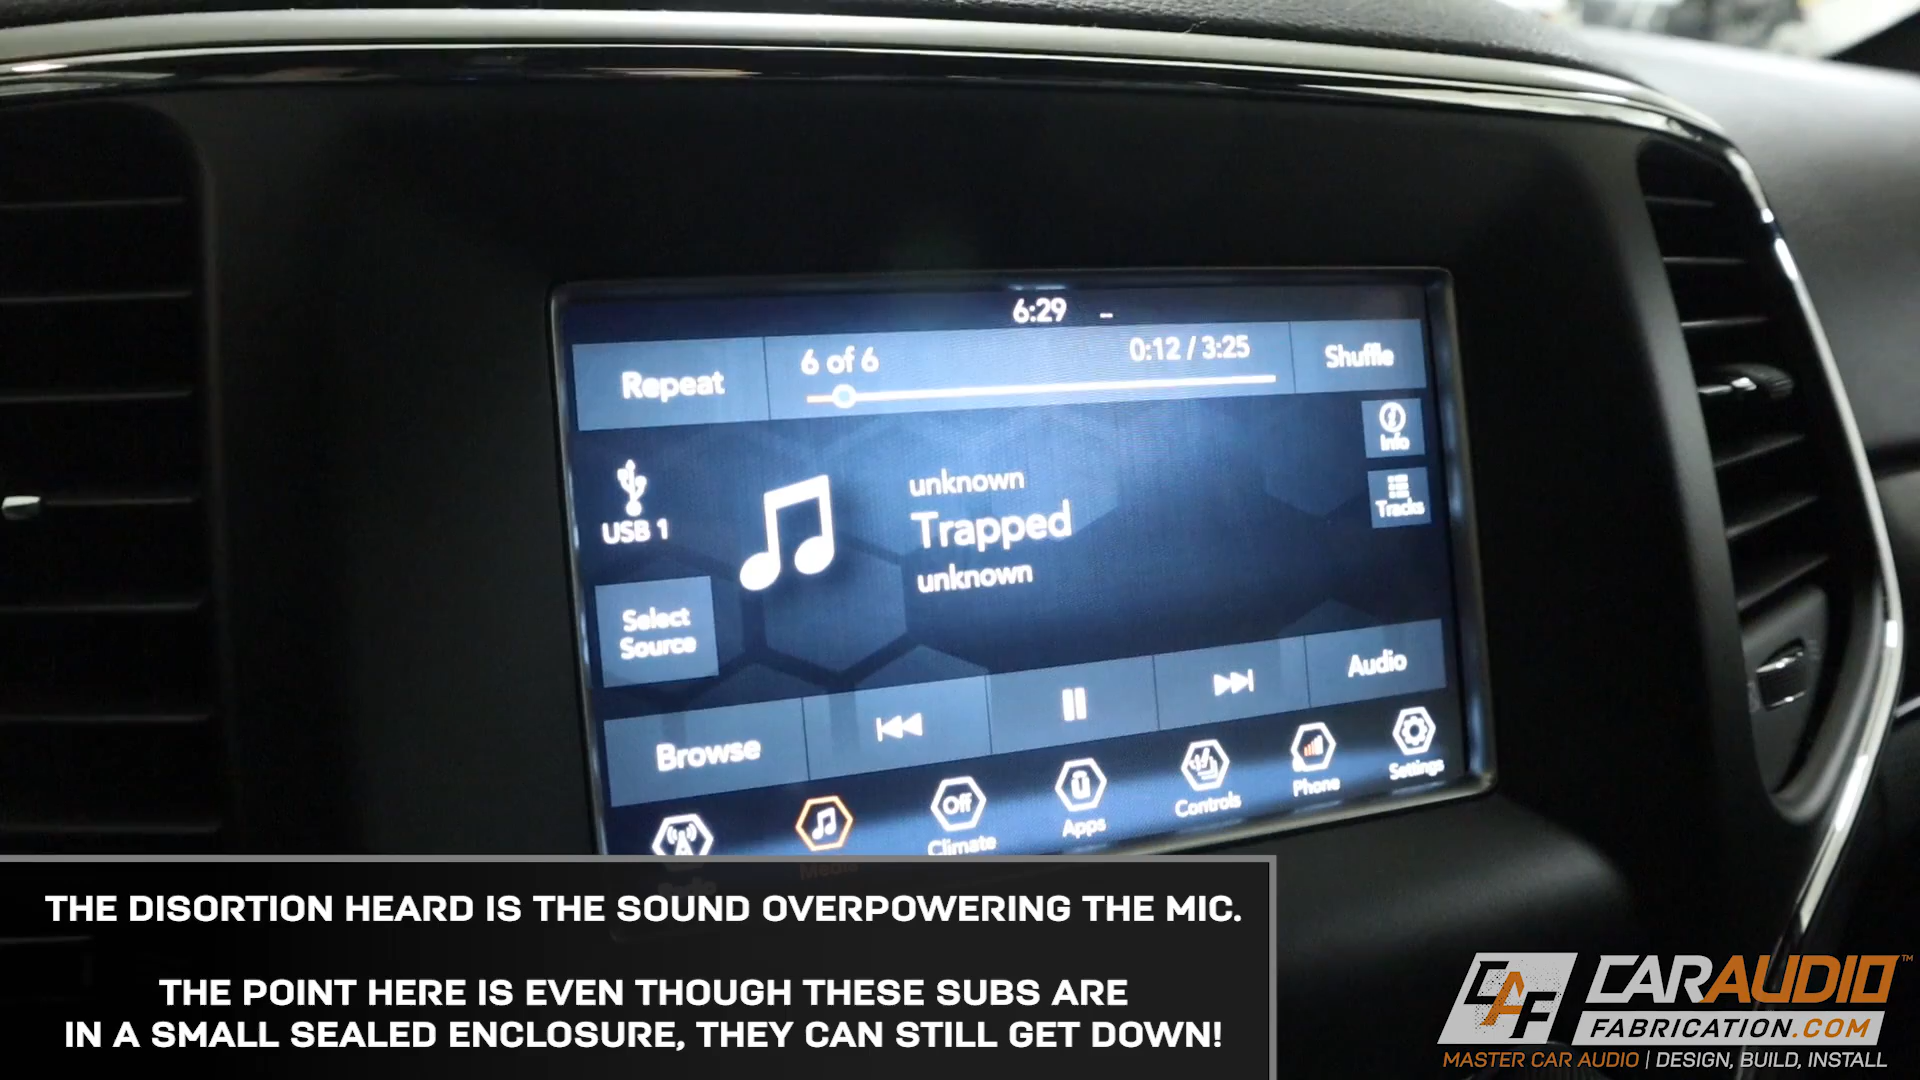 6:29
Repeat
6 of 6
0:12 / 3:25
Shuffle
Info
USB 1
unknown
Trapped
unknown
Tracks
Select
Source
Browse
Audio
Off
Climate
Apps
Controls
Phone
Settings
Media
THE DISORTION HEARD IS THE SOUND OVERPOWERING THE MIC.
THE POINT HERE IS EVEN THOUGH THESE SUBS ARE
IN A SMALL SEALED ENCLOSURE, THEY CAN STILL GET DOWN!
CAF
CARAUDIO™
FABRICATION.COM
MASTER CAR AUDIO | DESIGN, BUILD, INSTALL